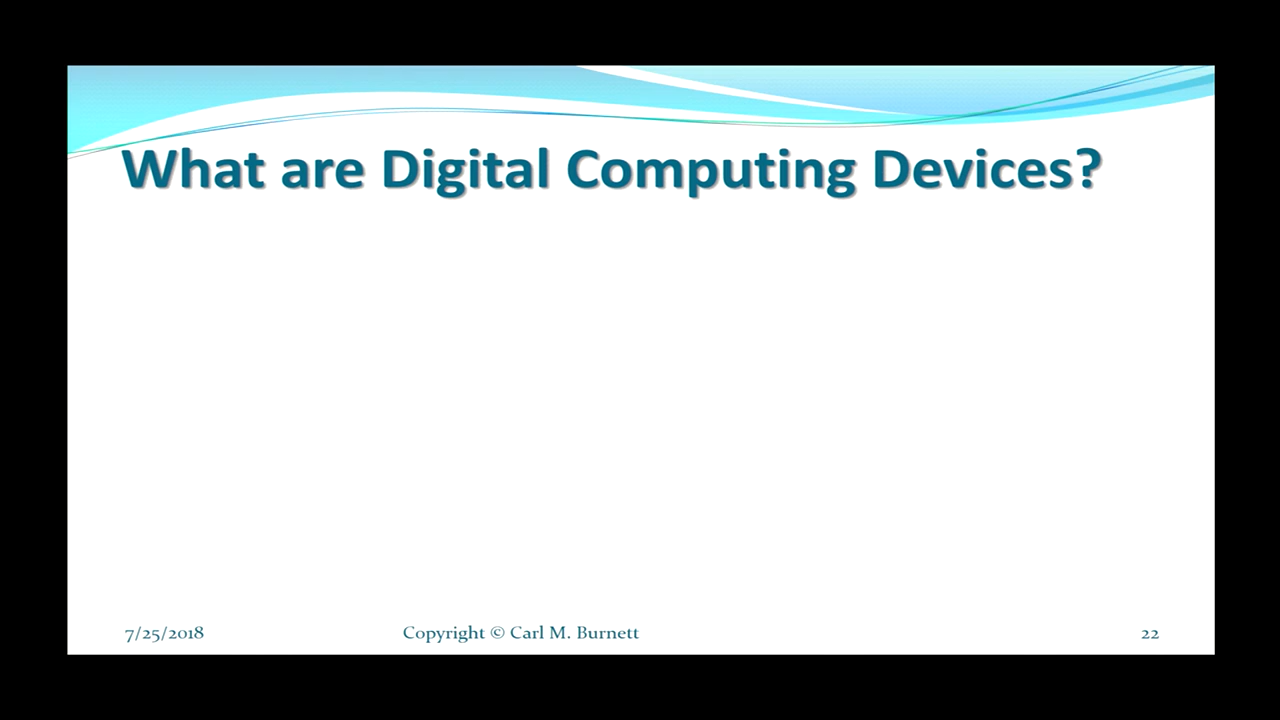 What are Digital Computing Devices?
7/25/2018 Copyright © Carl M. Burnett 22